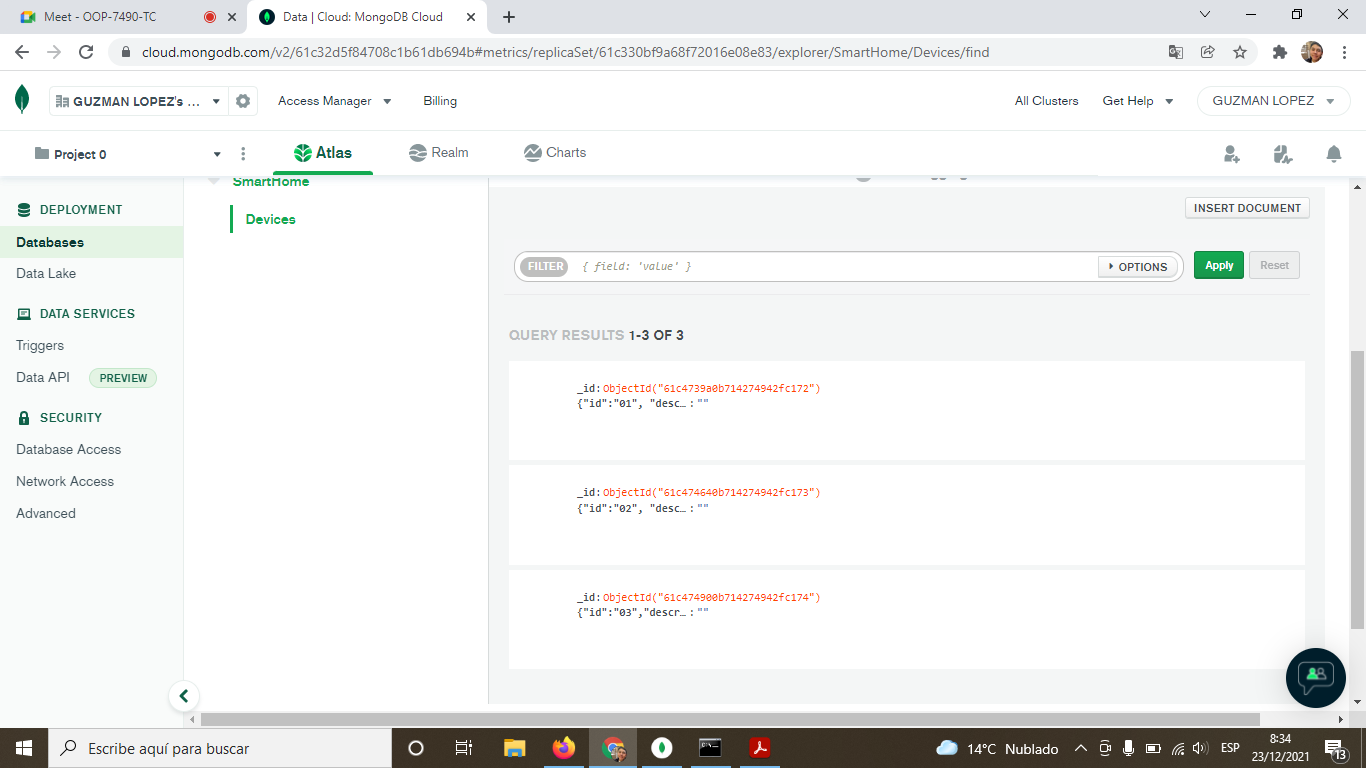 Meet - OOP-7490-TC
Data | Cloud: MongoDB Cloud
cloud.mongodb.com/v2/61c32d5f84708c1b61db694b#metrics/replicaSet/61c330bf9a68f72016e08e83/explorer/SmartHome/Devices/find
GUZMAN LOPEZ's ...
Access Manager
Billing
All Clusters
Get Help
GUZMAN LOPEZ
Project 0
Atlas
Realm
Charts
DEPLOYMENT
Databases
Data Lake
DATA SERVICES
Triggers
Data API
PREVIEW
SECURITY
Database Access
Network Access
Advanced
SmartHome
Devices
INSERT DOCUMENT
FILTER
{ field: 'value' }
OPTIONS
Apply
Reset
QUERY RESULTS 1-3 OF 3
_id: ObjectId("61c4739a0b714274942fc172")
{"id":"01", "desc… : ""
_id: ObjectId("61c474640b714274942fc173")
{"id":"02", "desc… : ""
_id: ObjectId("61c474900b714274942fc174")
{"id":"03","descr… : ""
Escribe aquí para buscar
14°C Nublado
ESP
8:34
23/12/2021
13